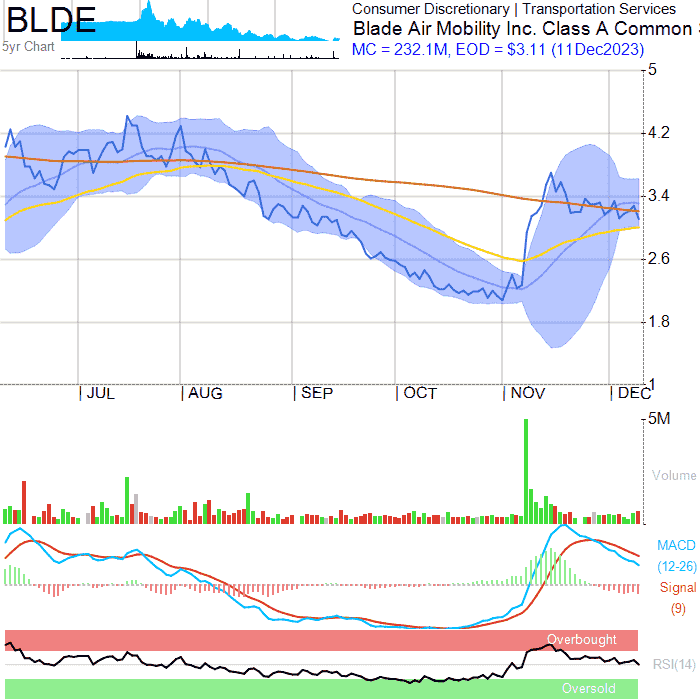 BLDE
5yr Chart
Consumer Discretionary | Transportation Services
Blade Air Mobility Inc. Class A Common
MC = 232.1M, EOD = $3.11 (11Dec2023)
5
4.2
3.4
2.6
1.8
1
JUL AUG SEP OCT NOV DEC
5M
Volume
MACD
(12-26)
Signal
(9)
Overbought
RSI(14)
Oversold